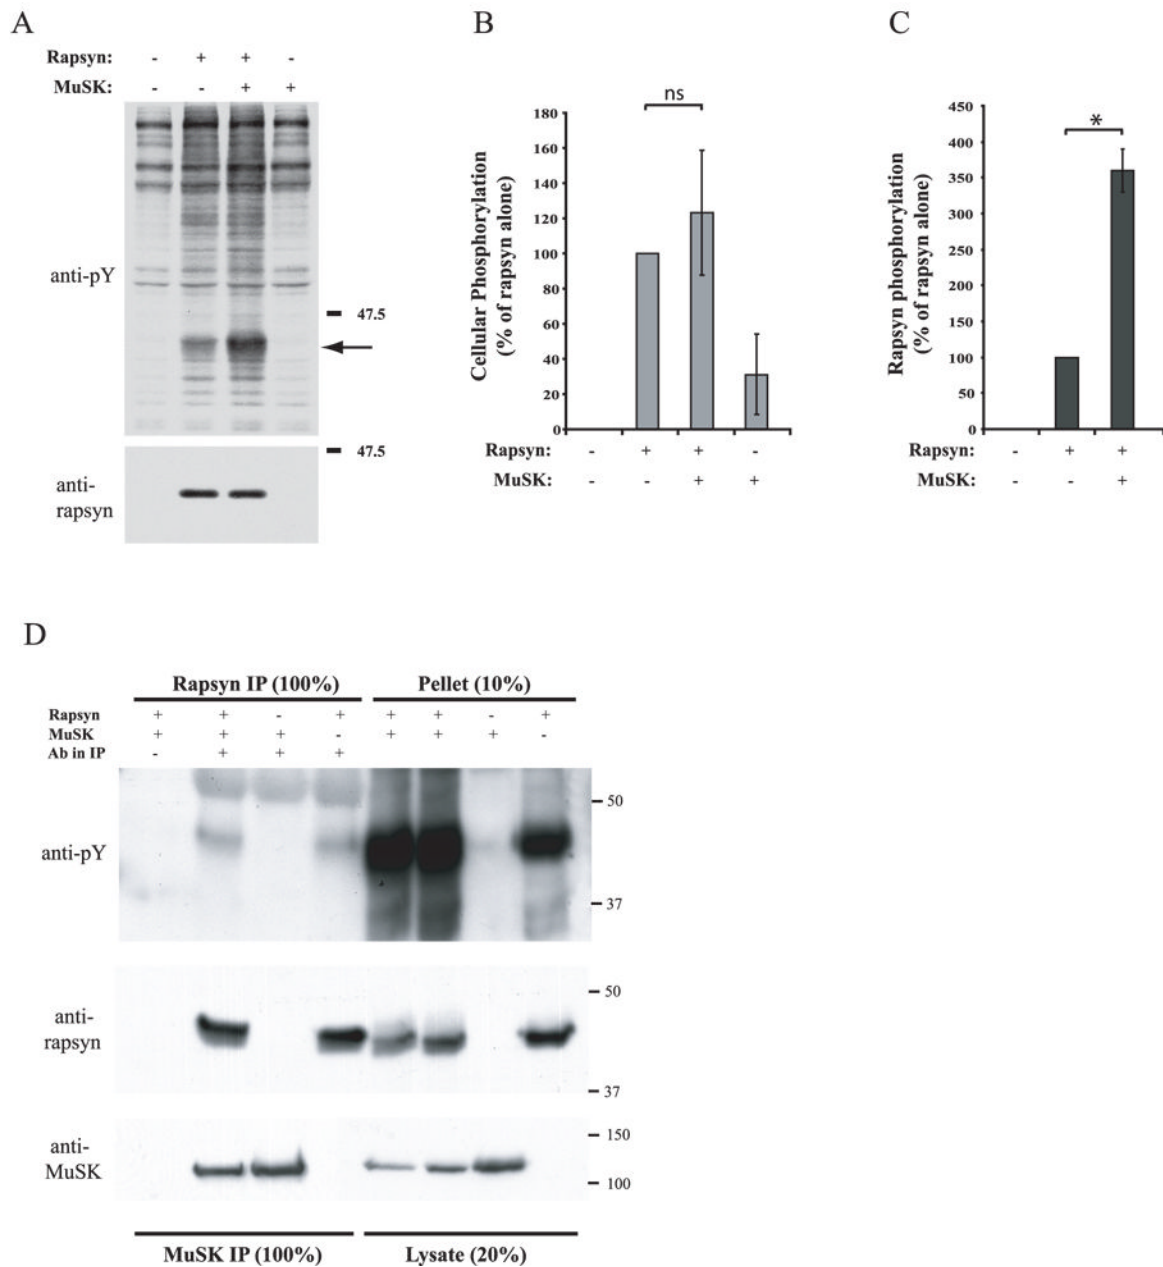 A
Rapsyn: - + + -
MuSK: - - + +
anti-pY
47.5
47.5
anti-
rapsyn
B
ns
Cellular Phosphorylation
(% of rapsyn alone)
180
160
140
120
100
80
60
40
20
0
Rapsyn: - + + -
MuSK: - - + +
C
*
Rapsyn phosphorylation
(% of rapsyn alone)
450
400
350
300
250
200
150
100
50
0
Rapsyn: - + +
MuSK: - - +
D
Rapsyn IP (100%) Pellet (10%)
Rapsyn + + - + + + - +
MuSK + + + - + + + -
Ab in IP - + + +
anti-pY
50
37
anti-
rapsyn
50
37
anti-
MuSK
150
100
MuSK IP (100%) Lysate (20%)